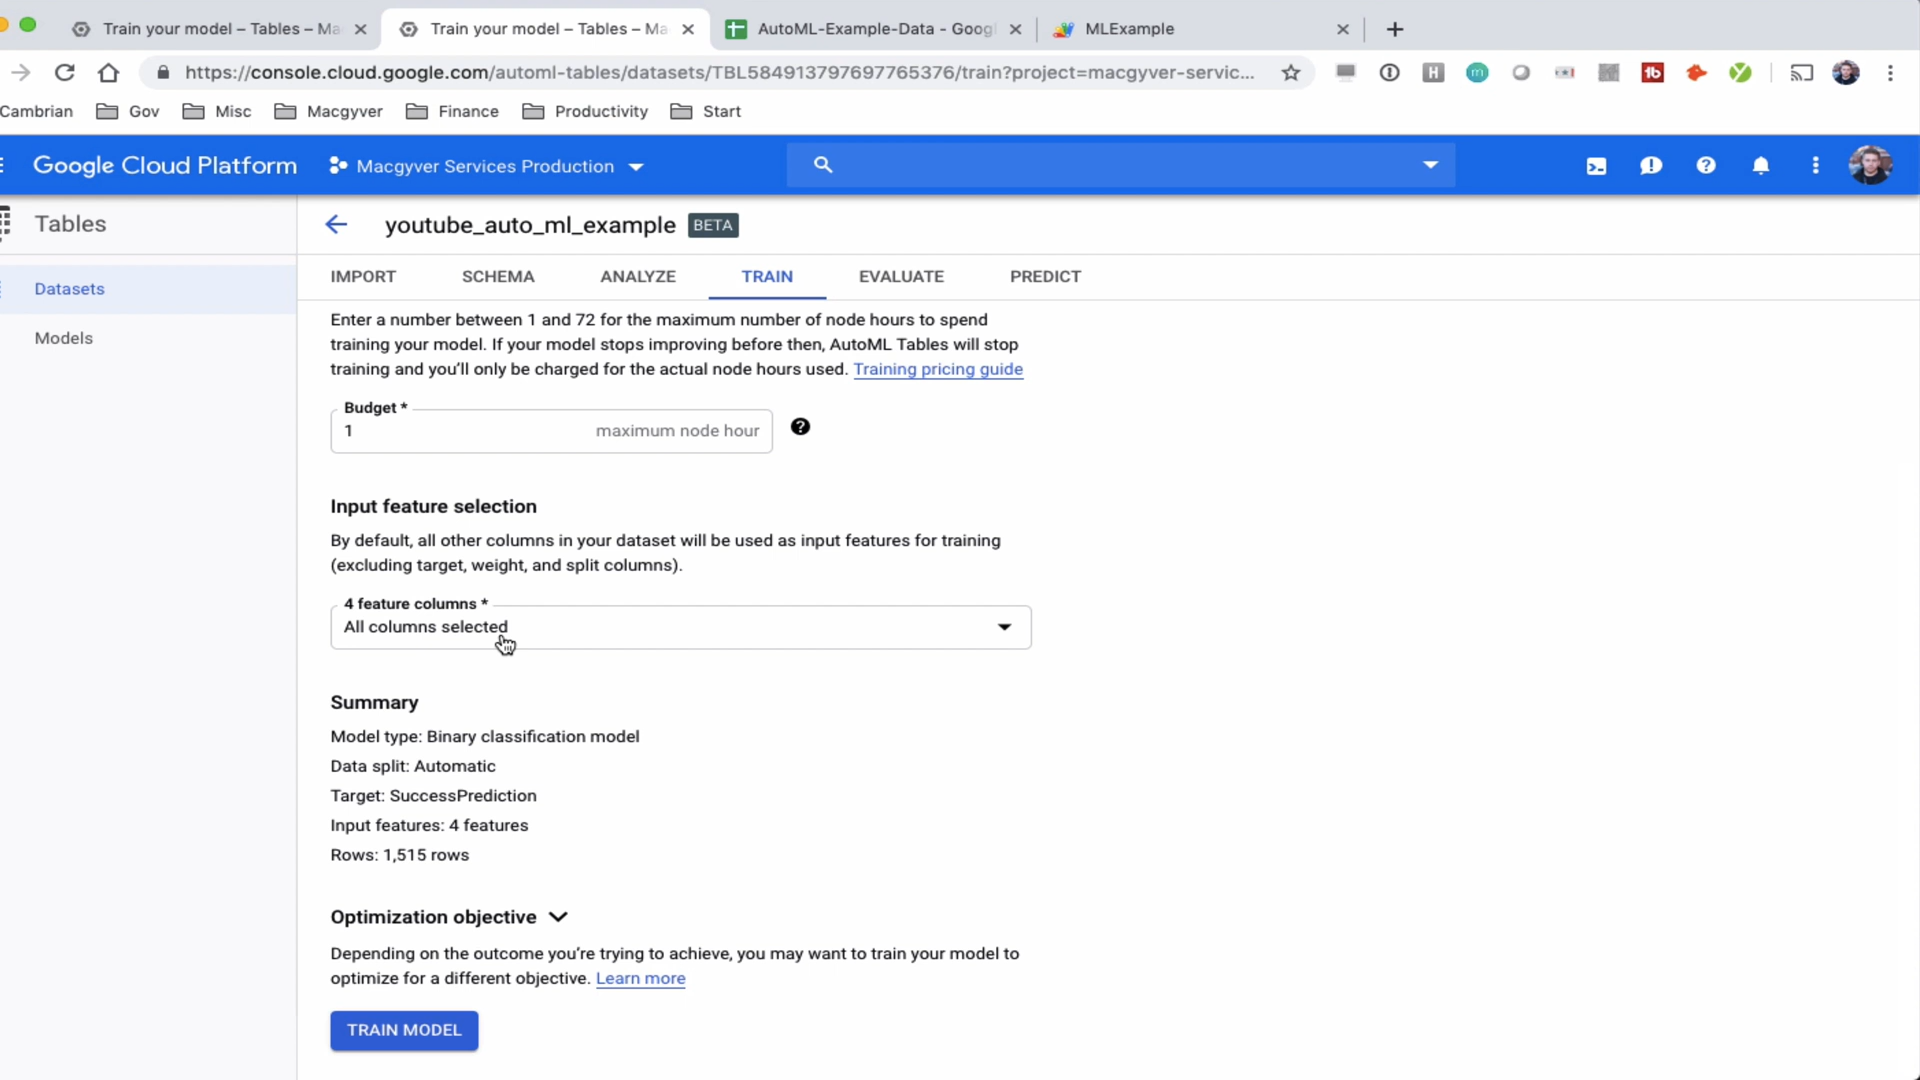 Train your model – Tables – Ma
Train your model – Tables – Ma
AutoML-Example-Data - Googl
MLExample
https://console.cloud.google.com/automl-tables/datasets/TBL584913797697765376/train?project=macgyver-servic...
Cambrian
Gov
Misc
Macgyver
Finance
Productivity
Start
Google Cloud Platform
Macgyver Services Production
Tables
youtube_auto_ml_example
BETA
IMPORT
SCHEMA
ANALYZE
TRAIN
EVALUATE
PREDICT
Datasets
Models
Enter a number between 1 and 72 for the maximum number of node hours to spend
training your model. If your model stops improving before then, AutoML Tables will stop
training and you'll only be charged for the actual node hours used. Training pricing guide
Budget *
1 maximum node hour
Input feature selection
By default, all other columns in your dataset will be used as input features for training
(excluding target, weight, and split columns).
4 feature columns *
All columns selected
Summary
Model type: Binary classification model
Data split: Automatic
Target: SuccessPrediction
Input features: 4 features
Rows: 1,515 rows
Optimization objective
Depending on the outcome you're trying to achieve, you may want to train your model to
optimize for a different objective. Learn more
TRAIN MODEL